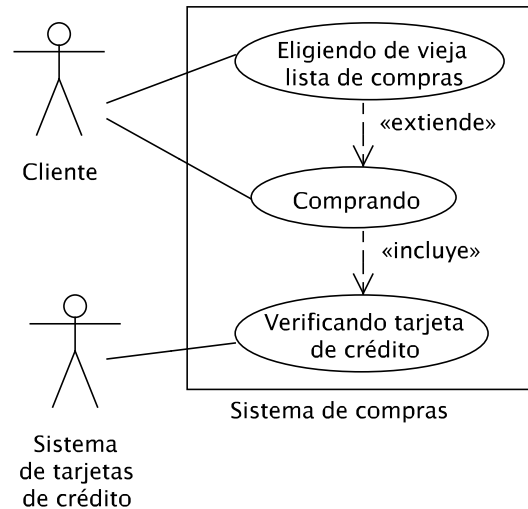 Eligiendo de vieja
lista de compras
«extiende»
Cliente
Comprando
«incluye»
Verificando tarjeta
de crédito
Sistema de compras
Sistema
de tarjetas
de crédito